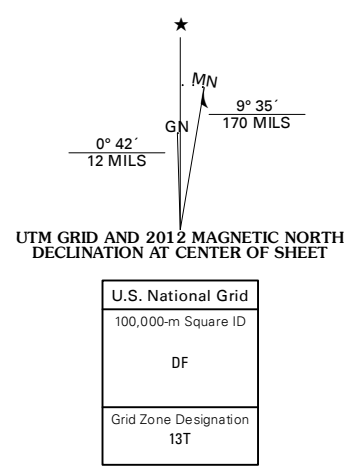 ★
MN
GN
9° 35´
170 MILS
0° 42´
12 MILS
UTM GRID AND 2012 MAGNETIC NORTH
DECLINATION AT CENTER OF SHEET
U.S. National Grid
100,000-m Square ID
DF
Grid Zone Designation
13T